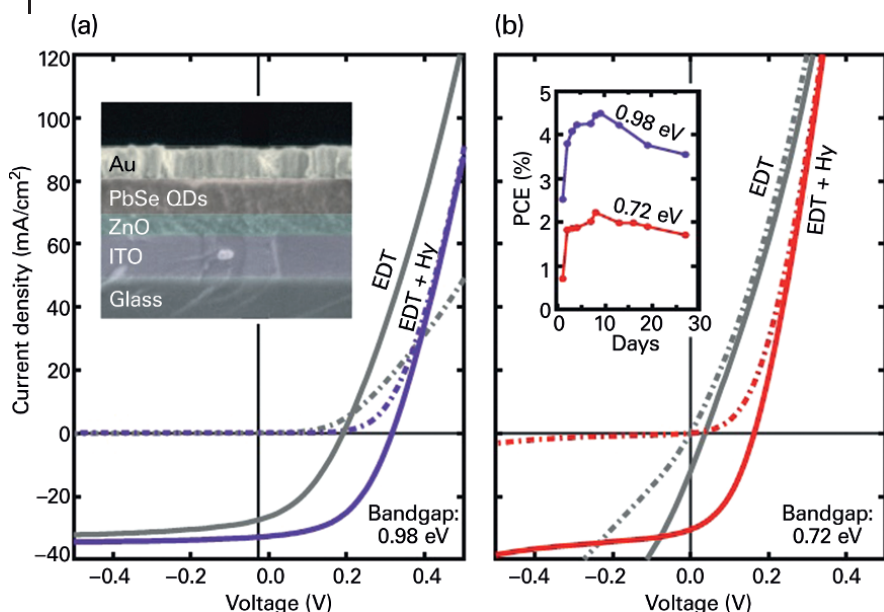 (a)
(b)
Current density (mA/cm²)
120
100
80
60
40
20
0
−20
−40
−0.4
−0.2
0.0
0.2
0.4
Voltage (V)
Au
PbSe QDs
ZnO
ITO
Glass
EDT
EDT + Hy
Bandgap:
0.98 eV
PCE (%)
5
4
3
2
1
0
0
10
20
30
Days
0.98 eV
0.72 eV
EDT
EDT + Hy
Bandgap:
0.72 eV
−0.4
−0.2
0.0
0.2
0.4
Voltage (V)